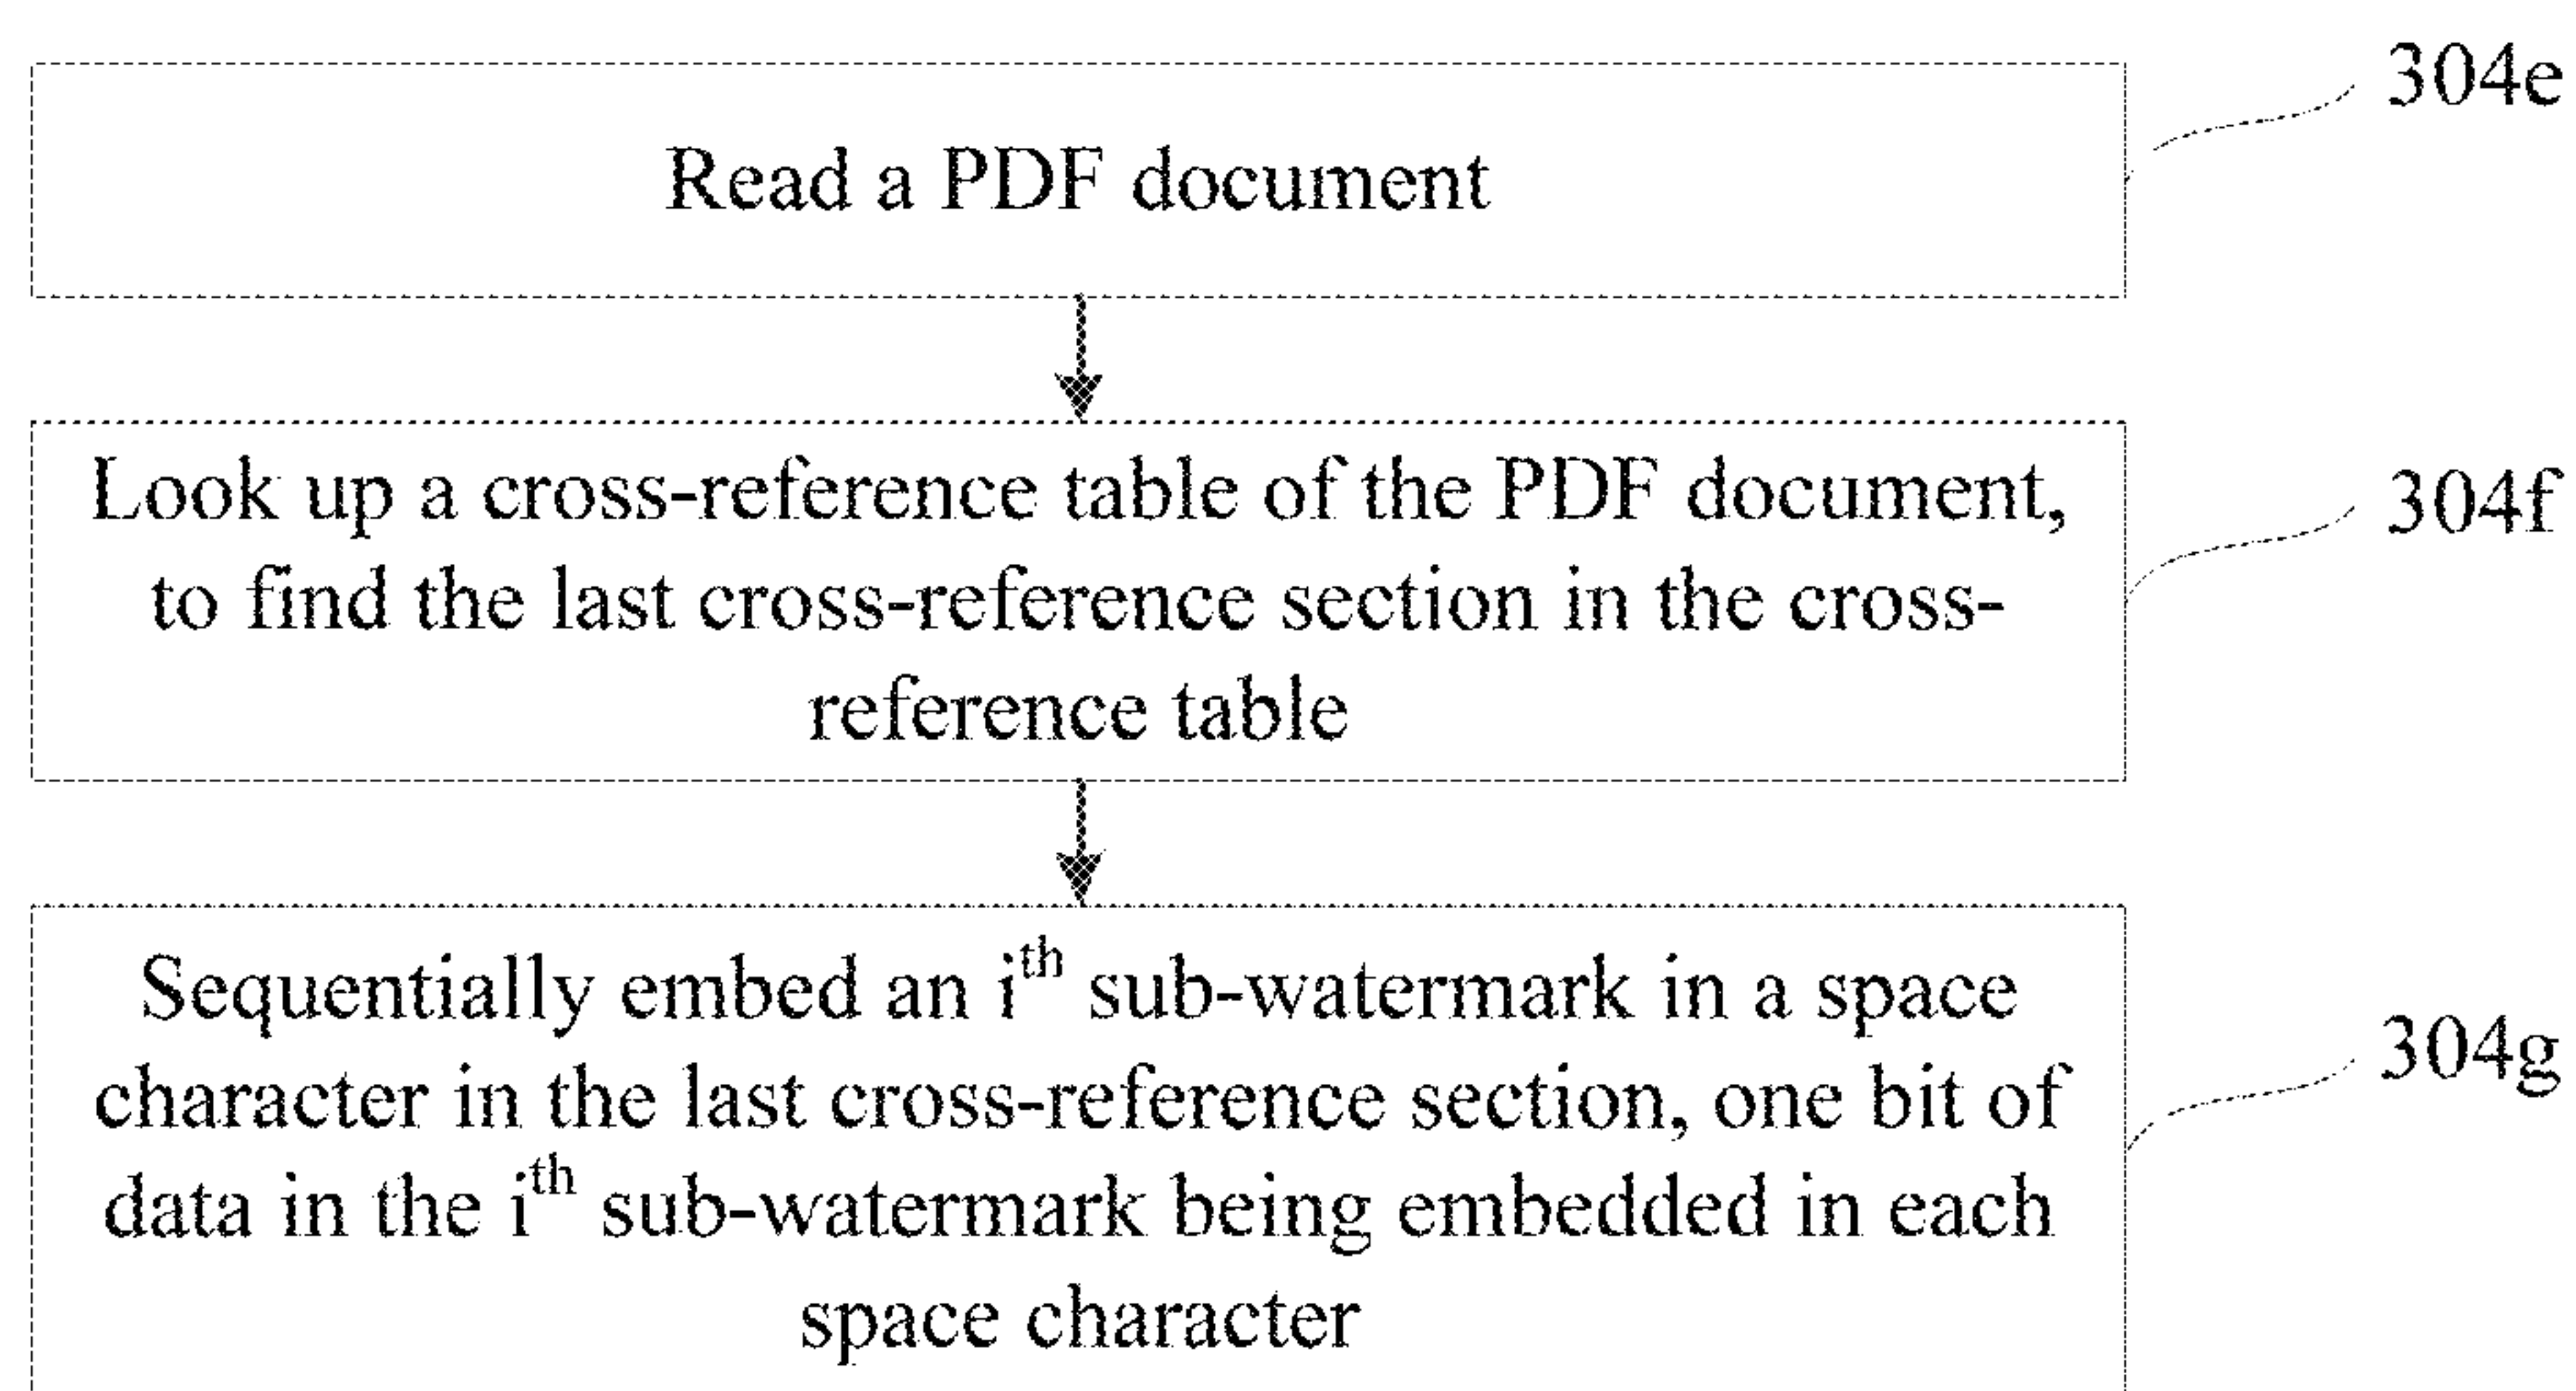 304e
Read a PDF document
Look up a cross-reference table of the PDF document,
304f
to find the last cross-reference section in the cross-
reference table
Sequentially embed an iᵗʰ sub-watermark in a space
304g
character in the last cross-reference section, one bit of
data in the iᵗʰ sub-watermark being embedded in each
space character